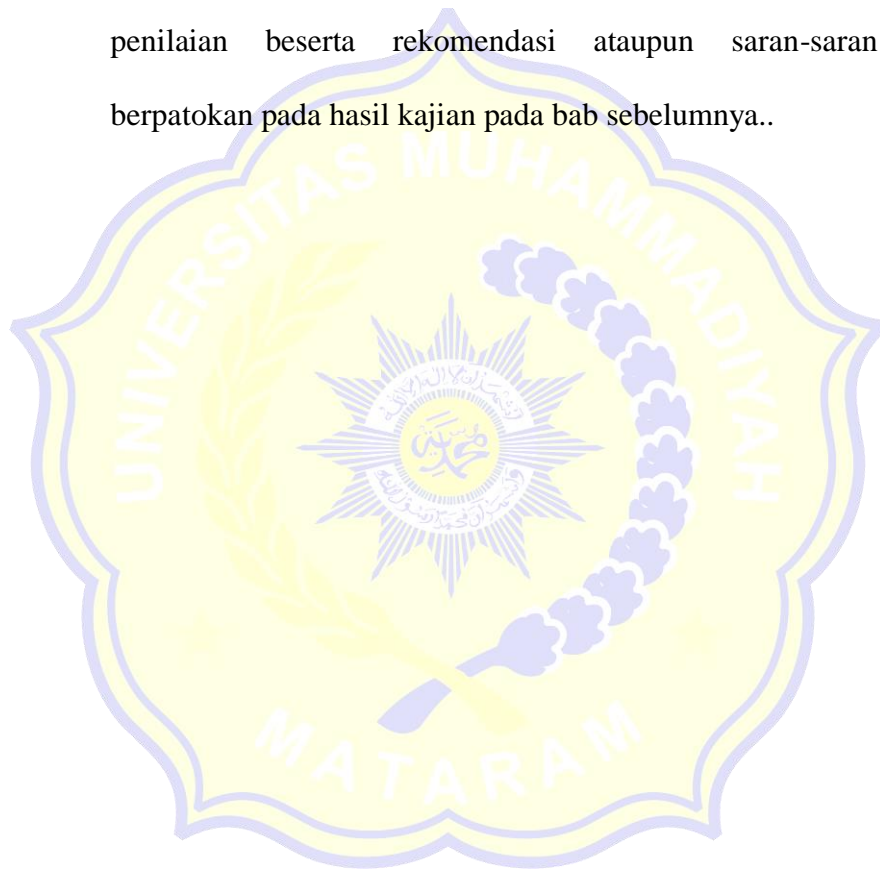 penilaian beserta rekomendasi ataupun saran-saran
berpatokan pada hasil kajian pada bab sebelumnya..
UNIVERSITAS MUHAMMADIYAH
MATARAM